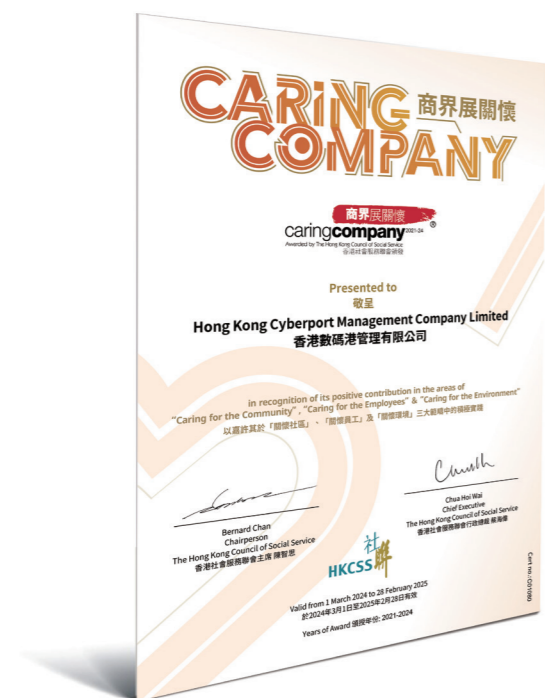 CARING 商界展關懷
COMPANY
商界展關懷
caringcompany 2021-24 ®
Awarded by The Hong Kong Council of Social Service
香港社會服務聯會頒發
Presented to
敬呈
Hong Kong Cyberport Management Company Limited
香港數碼港管理有限公司
in recognition of its positive contribution in the areas of
"Caring for the Community", "Caring for the Employees" & "Caring for the Environment"
以嘉許其於「關懷社區」、「關懷員工」及「關懷環境」三大範疇中的積極實踐
Bernard Chan
Chairperson
The Hong Kong Council of Social Service
香港社會服務聯會主席 陳智思
Chua Hoi Wai
Chief Executive
The Hong Kong Council of Social Service
香港社會服務聯會行政總裁 蔡海偉
社聯
HKCSS
Valid from 1 March 2024 to 28 February 2025
於2024年3月1日至2025年2月28日有效
Years of Award 頒授年份: 2021-2024